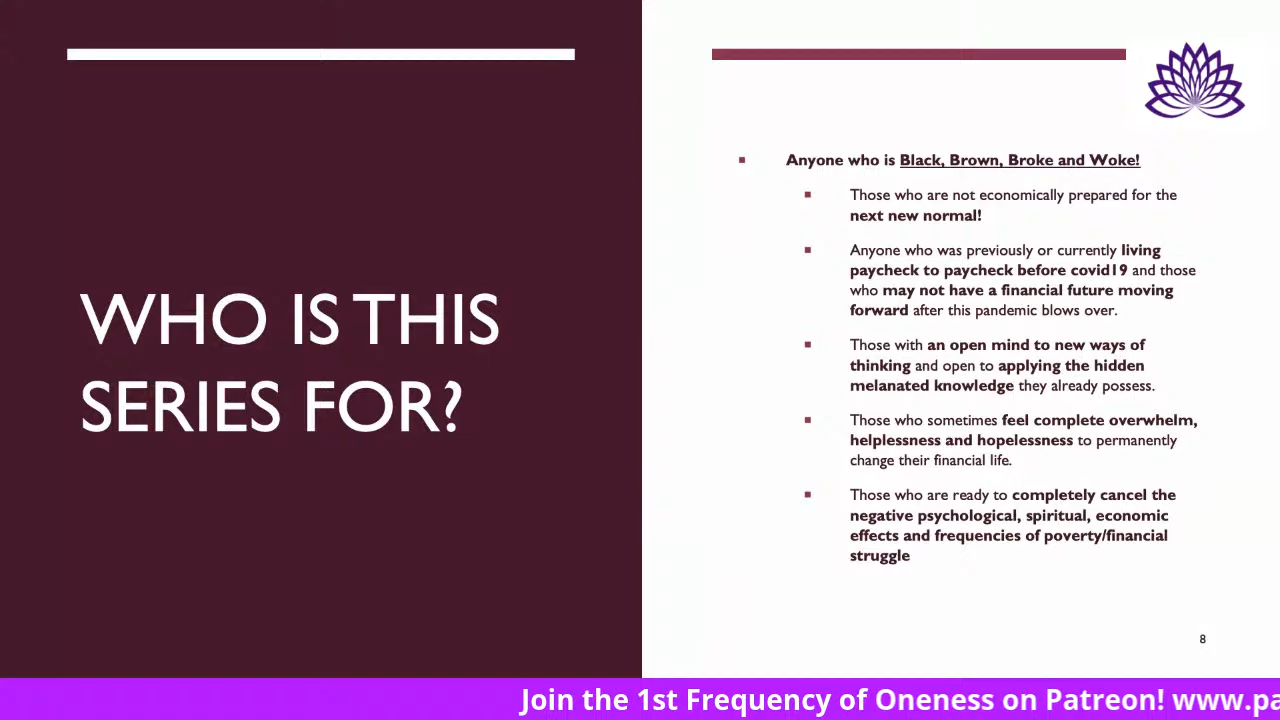 WHO IS THIS
SERIES FOR?
Anyone who is Black, Brown, Broke and Woke!
Those who are not economically prepared for the
next new normal!
Anyone who was previously or currently living
paycheck to paycheck before covid19 and those
who may not have a financial future moving
forward after this pandemic blows over.
Those with an open mind to new ways of
thinking and open to applying the hidden
melanated knowledge they already possess.
Those who sometimes feel complete overwhelm,
helplessness and hopelessness to permanently
change their financial life.
Those who are ready to completely cancel the
negative psychological, spiritual, economic
effects and frequencies of poverty/financial
struggle
8
Join the 1st Frequency of Oneness on Patreon! www.pa